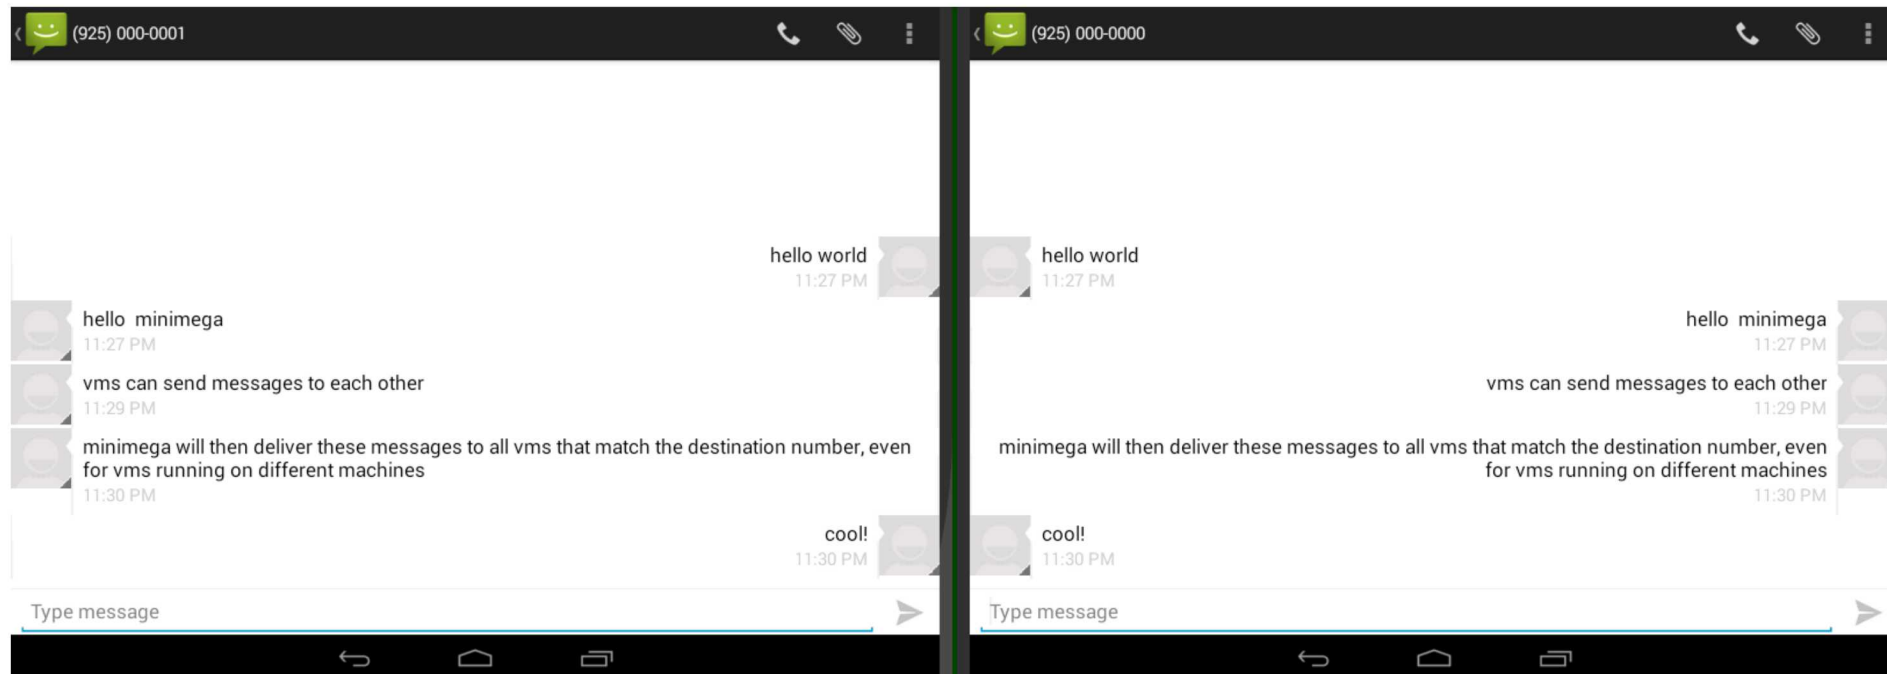 (925) 000-0001
hello world
11:27 PM
hello  minimega
11:27 PM
vms can send messages to each other
11:29 PM
minimega will then deliver these messages to all vms that match the destination number, even
for vms running on different machines
11:30 PM
cool!
11:30 PM
Type message
(925) 000-0000
hello world
11:27 PM
hello  minimega
11:27 PM
vms can send messages to each other
11:29 PM
minimega will then deliver these messages to all vms that match the destination number, even
for vms running on different machines
11:30 PM
cool!
11:30 PM
Type message